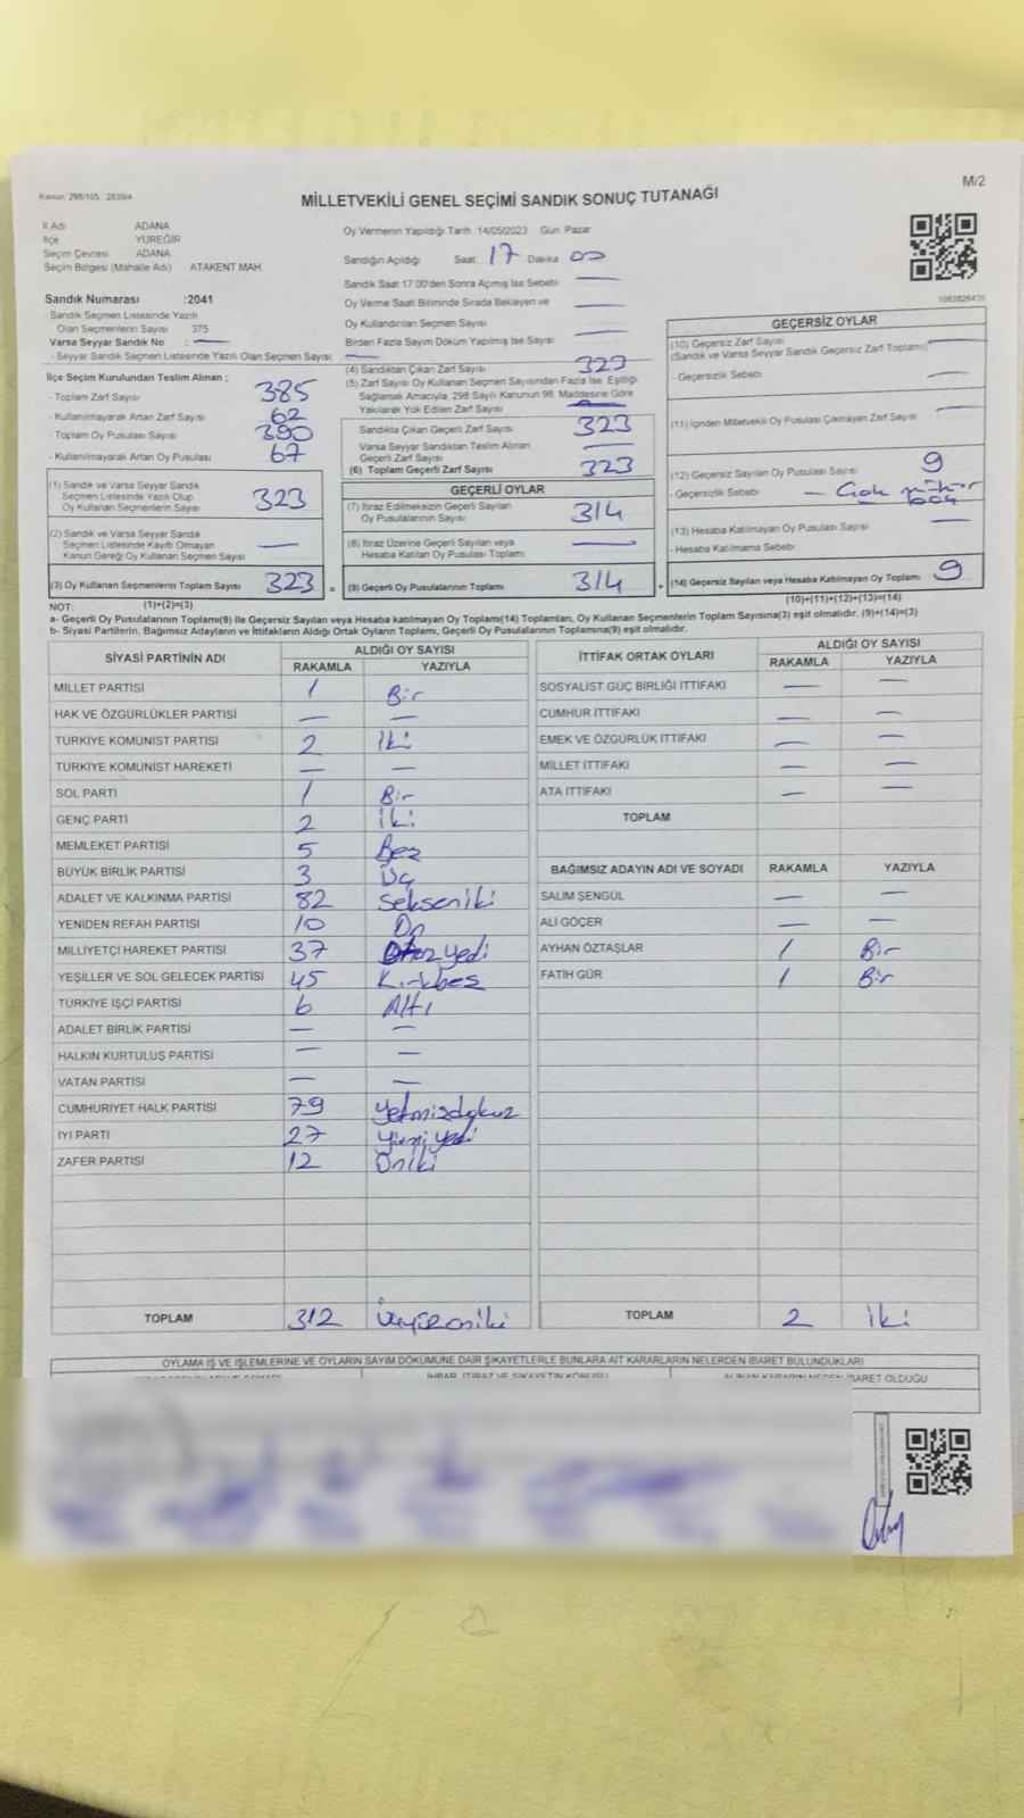 M/2
MİLLETVEKİLİ GENEL SEÇİMİ SANDIK SONUÇ TUTANAĞI
İl Adı ADANA
İlçe YÜREĞİR
Seçim Çevresi ADANA
Seçim Bölgesi (Mahalle Adı) ATAKENT MAH.
Sandık Numarası :2041
- Sandık Seçmen Listesinde Yazılı
Olan Seçmenlerin Sayısı 375
Varsa Seyyar Sandık No : —
- Seyyar Sandık Seçmen Listesinde Yazılı Olan Seçmen Sayısı —
İlçe Seçim Kurulundan Teslim Alınan ;
- Toplam Zarf Sayısı 385
- Kullanılmayarak Artan Zarf Sayısı 62
- Toplam Oy Pusulası Sayısı 390
- Kullanılmayarak Artan Oy Pusulası 67
(1) Sandık ve Varsa Seyyar Sandık
Seçmen Listesinde Yazılı Olup
Oy Kullanan Seçmenlerin Sayısı 323
(2) Sandık ve Varsa Seyyar Sandık
Seçmen Listesinde Kayıtlı Olmayan
Kanun Gereği Oy Kullanan Seçmen Sayısı —
(3) Oy Kullanan Seçmenlerin Toplam Sayısı 323 =
(1)+(2)=(3)
Oy Vermenin Yapıldığı Tarih :14/05/2023 Gün: Pazar
Sandığın Açıldığı Saat: 17 Dakika 00
Sandık Saat 17:00'den Sonra Açılmış İse Sebebi —
Oy Verme Saati Bitiminde Sırada Bekleyen ve —
Oy Kullandırılan Seçmen Sayısı
Birden Fazla Sayım Döküm Yapılmış İse Sayısı —
(4) Sandıktan Çıkan Zarf Sayısı 323
(5) Zarf Sayısı Oy Kullanan Seçmen Sayısından Fazla İse, Eşitliği
Sağlamak Amacıyla, 298 Sayılı Kanunun 98. Maddesine Göre
Yakılarak Yok Edilen Zarf Sayısı —
Sandıkta Çıkan Geçerli Zarf Sayısı 323
Varsa Seyyar Sandıktan Teslim Alınan
Geçerli Zarf Sayısı —
(6) Toplam Geçerli Zarf Sayısı 323
GEÇERLİ OYLAR
(7) İtiraz Edilmeksizin Geçerli Sayılan
Oy Pusulalarının Sayısı 314
(8) İtiraz Üzerine Geçerli Sayılan veya
Hesaba Katılan Oy Pusulası Toplamı —
(9) Geçerli Oy Pusulalarının Toplamı 314 +
GEÇERSİZ OYLAR
(10) Geçersiz Zarf Sayısı
(Sandık ve Varsa Seyyar Sandık Geçersiz Zarf Toplamı) —
- Geçersizlik Sebebi —
(11) İçinden Milletvekili Oy Pusulası Çıkmayan Zarf Sayısı —
(12) Geçersiz Sayılan Oy Pusulası Sayısı 9
- Geçersizlik Sebebi — Çok mühür
boş
(13) Hesaba Katılmayan Oy Pusulası Sayısı —
- Hesaba Katılmama Sebebi
(14) Geçersiz Sayılan veya Hesaba Katılmayan Oy Toplamı 9
(10)+(11)+(12)+(13)=(14)
NOT:
a- Geçerli Oy Pusulalarının Toplamı(9) ile Geçersiz Sayılan veya Hesaba katılmayan Oy Toplamı(14) Toplamları, Oy Kullanan Seçmenlerin Toplam Sayısına(3) eşit olmalıdır. (9)+(14)=(3)
b- Siyasi Partilerin, Bağımsız Adayların ve İttifakların Aldığı Ortak Oyların Toplamı, Geçerli Oy Pusulalarının Toplamına(9) eşit olmalıdır.
SİYASİ PARTİNİN ADI ALDIĞI OY SAYISI
RAKAMLA YAZIYLA
MİLLET PARTİSİ 1 Bir
HAK VE ÖZGÜRLÜKLER PARTİSİ — —
TÜRKİYE KOMÜNİST PARTİSİ 2 İki
TÜRKİYE KOMÜNİST HAREKETİ — —
SOL PARTİ 1 Bir
GENÇ PARTİ 2 İki
MEMLEKET PARTİSİ 5 Beş
BÜYÜK BİRLİK PARTİSİ 3 Üç
ADALET VE KALKINMA PARTİSİ 82 Sekseniki
YENİDEN REFAH PARTİSİ 10 On
MİLLİYETÇİ HAREKET PARTİSİ 37 Otuzyedi
YEŞİLLER VE SOL GELECEK PARTİSİ 45 Kırkbeş
TÜRKİYE İŞÇİ PARTİSİ 6 Altı
ADALET BİRLİK PARTİSİ — —
HALKIN KURTULUŞ PARTİSİ — —
VATAN PARTİSİ — —
CUMHURİYET HALK PARTİSİ 79 Yetmişdokuz
İYİ PARTİ 27 Yirmiyedi
ZAFER PARTİSİ 12 Oniki
TOPLAM 312 Üçyüzoniki
İTTİFAK ORTAK OYLARI ALDIĞI OY SAYISI
RAKAMLA YAZIYLA
SOSYALİST GÜÇ BİRLİĞİ İTTİFAKI — —
CUMHUR İTTİFAKI — —
EMEK VE ÖZGÜRLÜK İTTİFAKI — —
MİLLET İTTİFAKI — —
ATA İTTİFAKI — —
TOPLAM
BAĞIMSIZ ADAYIN ADI VE SOYADI RAKAMLA YAZIYLA
SALİM ŞENGÜL — —
ALİ GÖÇER — —
AYHAN ÖZTAŞLAR 1 Bir
FATİH GÜR 1 Bir
TOPLAM 2 İki
OYLAMA İŞ VE İŞLEMLERİNE VE OYLARIN SAYIM DÖKÜMÜNE DAİR ŞİKAYETLERLE BUNLARA AİT KARARLARIN NELERDEN İBARET BULUNDUKLARI